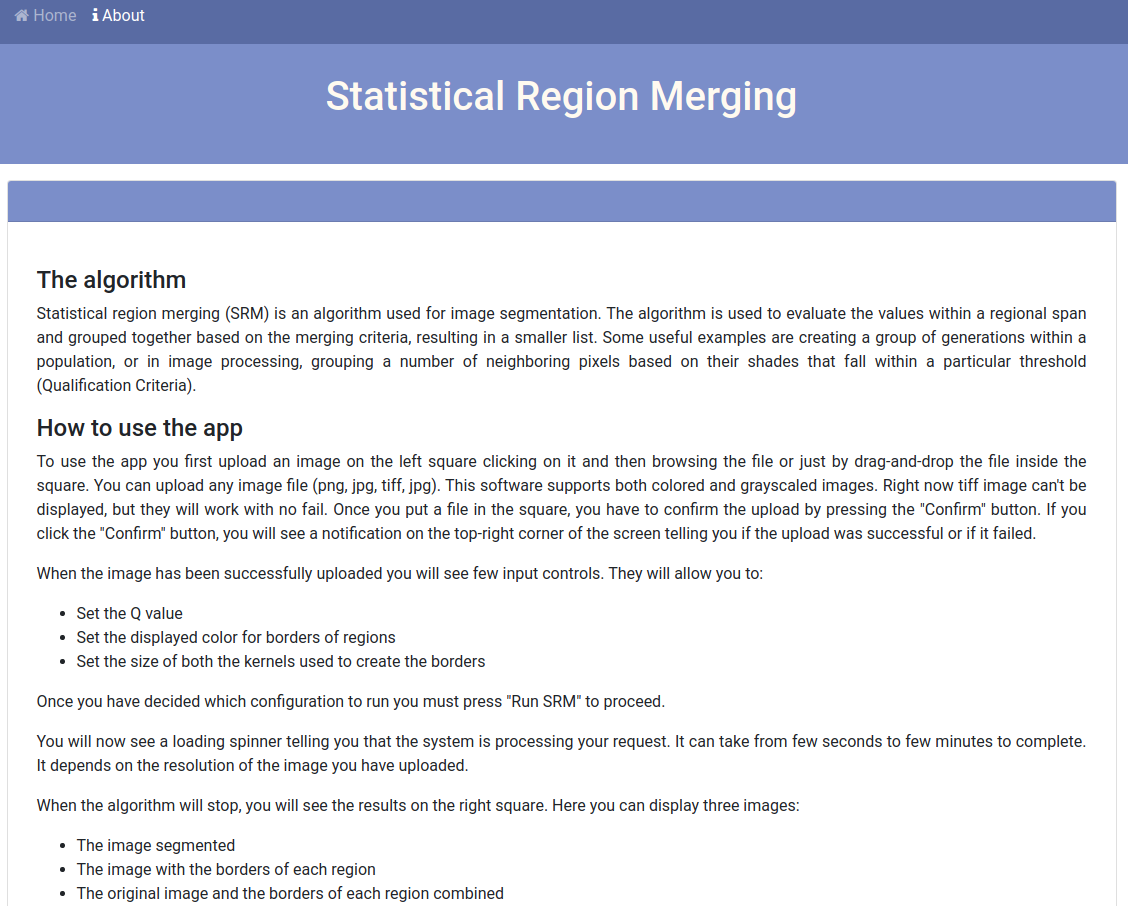 Home About
Statistical Region Merging
The algorithm
Statistical region merging (SRM) is an algorithm used for image segmentation. The algorithm is used to evaluate the values within a regional span
and grouped together based on the merging criteria, resulting in a smaller list. Some useful examples are creating a group of generations within a
population, or in image processing, grouping a number of neighboring pixels based on their shades that fall within a particular threshold
(Qualification Criteria).
How to use the app
To use the app you first upload an image on the left square clicking on it and then browsing the file or just by drag-and-drop the file inside the
square. You can upload any image file (png, jpg, tiff, jpg). This software supports both colored and grayscaled images. Right now tiff image can't be
displayed, but they will work with no fail. Once you put a file in the square, you have to confirm the upload by pressing the "Confirm" button. If you
click the "Confirm" button, you will see a notification on the top-right corner of the screen telling you if the upload was successful or if it failed.
When the image has been successfully uploaded you will see few input controls. They will allow you to:
• Set the Q value
• Set the displayed color for borders of regions
• Set the size of both the kernels used to create the borders
Once you have decided which configuration to run you must press "Run SRM" to proceed.
You will now see a loading spinner telling you that the system is processing your request. It can take from few seconds to few minutes to complete.
It depends on the resolution of the image you have uploaded.
When the algorithm will stop, you will see the results on the right square. Here you can display three images:
• The image segmented
• The image with the borders of each region
• The original image and the borders of each region combined